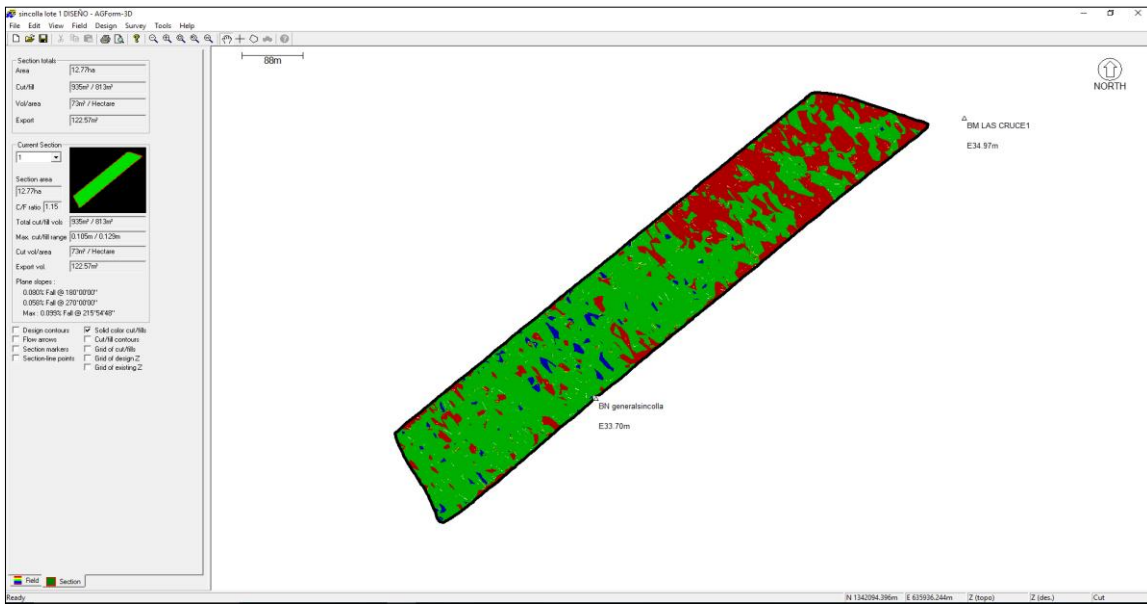 sincolla lote 1 DISEÑO - AGForm-3D
File Edit View Field Design Survey Tools Help
Section totals
Area 12.77ha
Cut/fill 935m³ / 813m³
Vol/area 73m³ / Hectare
Export 122.57m³
Current Section
1
Section area
12.77ha
C/F ratio 1.15
Total cut/fill vols 935m³ / 813m³
Max. cut/fill range 0.105m / 0.129m
Cut vol/area 73m³ / Hectare
Export vol. 122.57m³
Plane slopes :
0.080% Fall @ 180°00'00"
0.058% Fall @ 270°00'00"
Max : 0.099% Fall @ 215°54'48"
Design contours
Flow arrows
Section markers
Section-line points
Solid color cut/fills
Cut/fill contours
Grid of cut/fills
Grid of design Z
Grid of existing Z
88m
NORTH
BM LAS CRUCE1
E34.97m
BN generalsincolla
E33.70m
Field Section
Ready N 1342094.396m E 635936.244m Z (topo) Z (des.) Cut